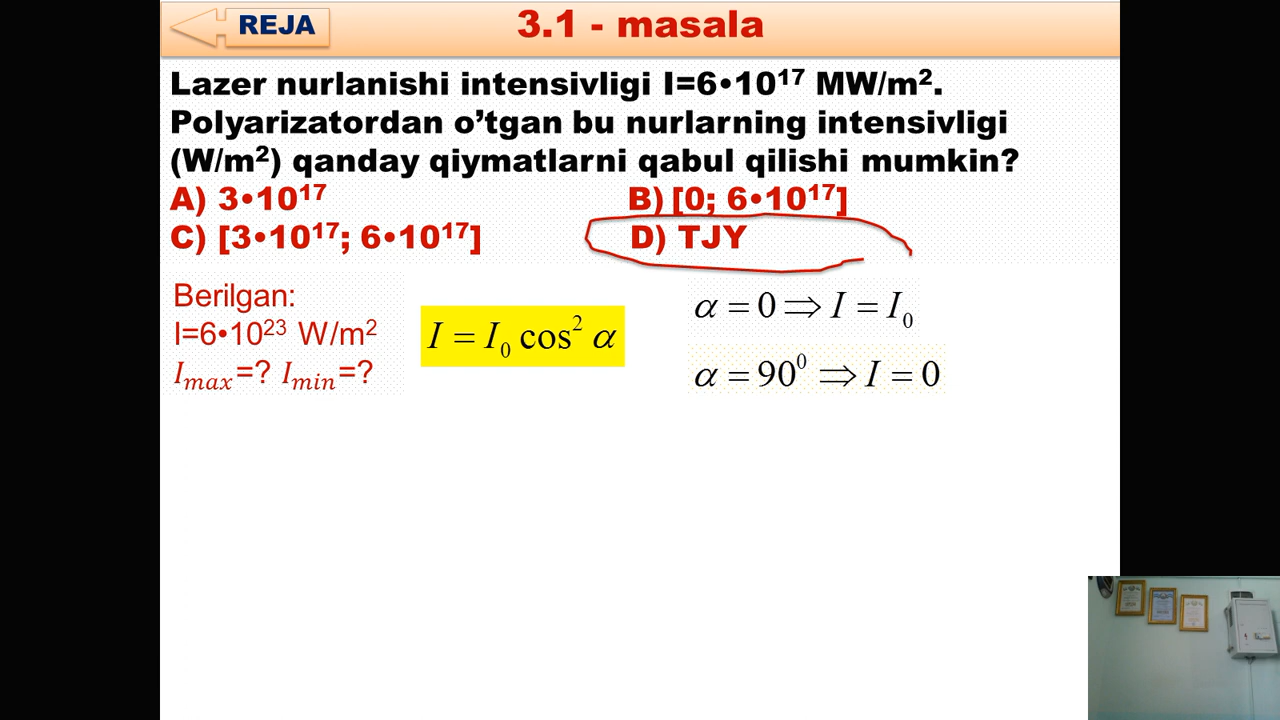 REJA
3.1 - masala
Lazer nurlanishi intensivligi I=6•10¹⁷ MW/m².
Polyarizatordan o’tgan bu nurlarning intensivligi
(W/m²) qanday qiymatlarni qabul qilishi mumkin?
A) 3•10¹⁷ B) [0; 6•10¹⁷]
C) [3•10¹⁷; 6•10¹⁷] D) TJY
Berilgan:
I=6•10²³ W/m²
I_max=? I_min=?
I = I₀ cos² α
α = 0 ⇒ I = I₀
α = 90⁰ ⇒ I = 0